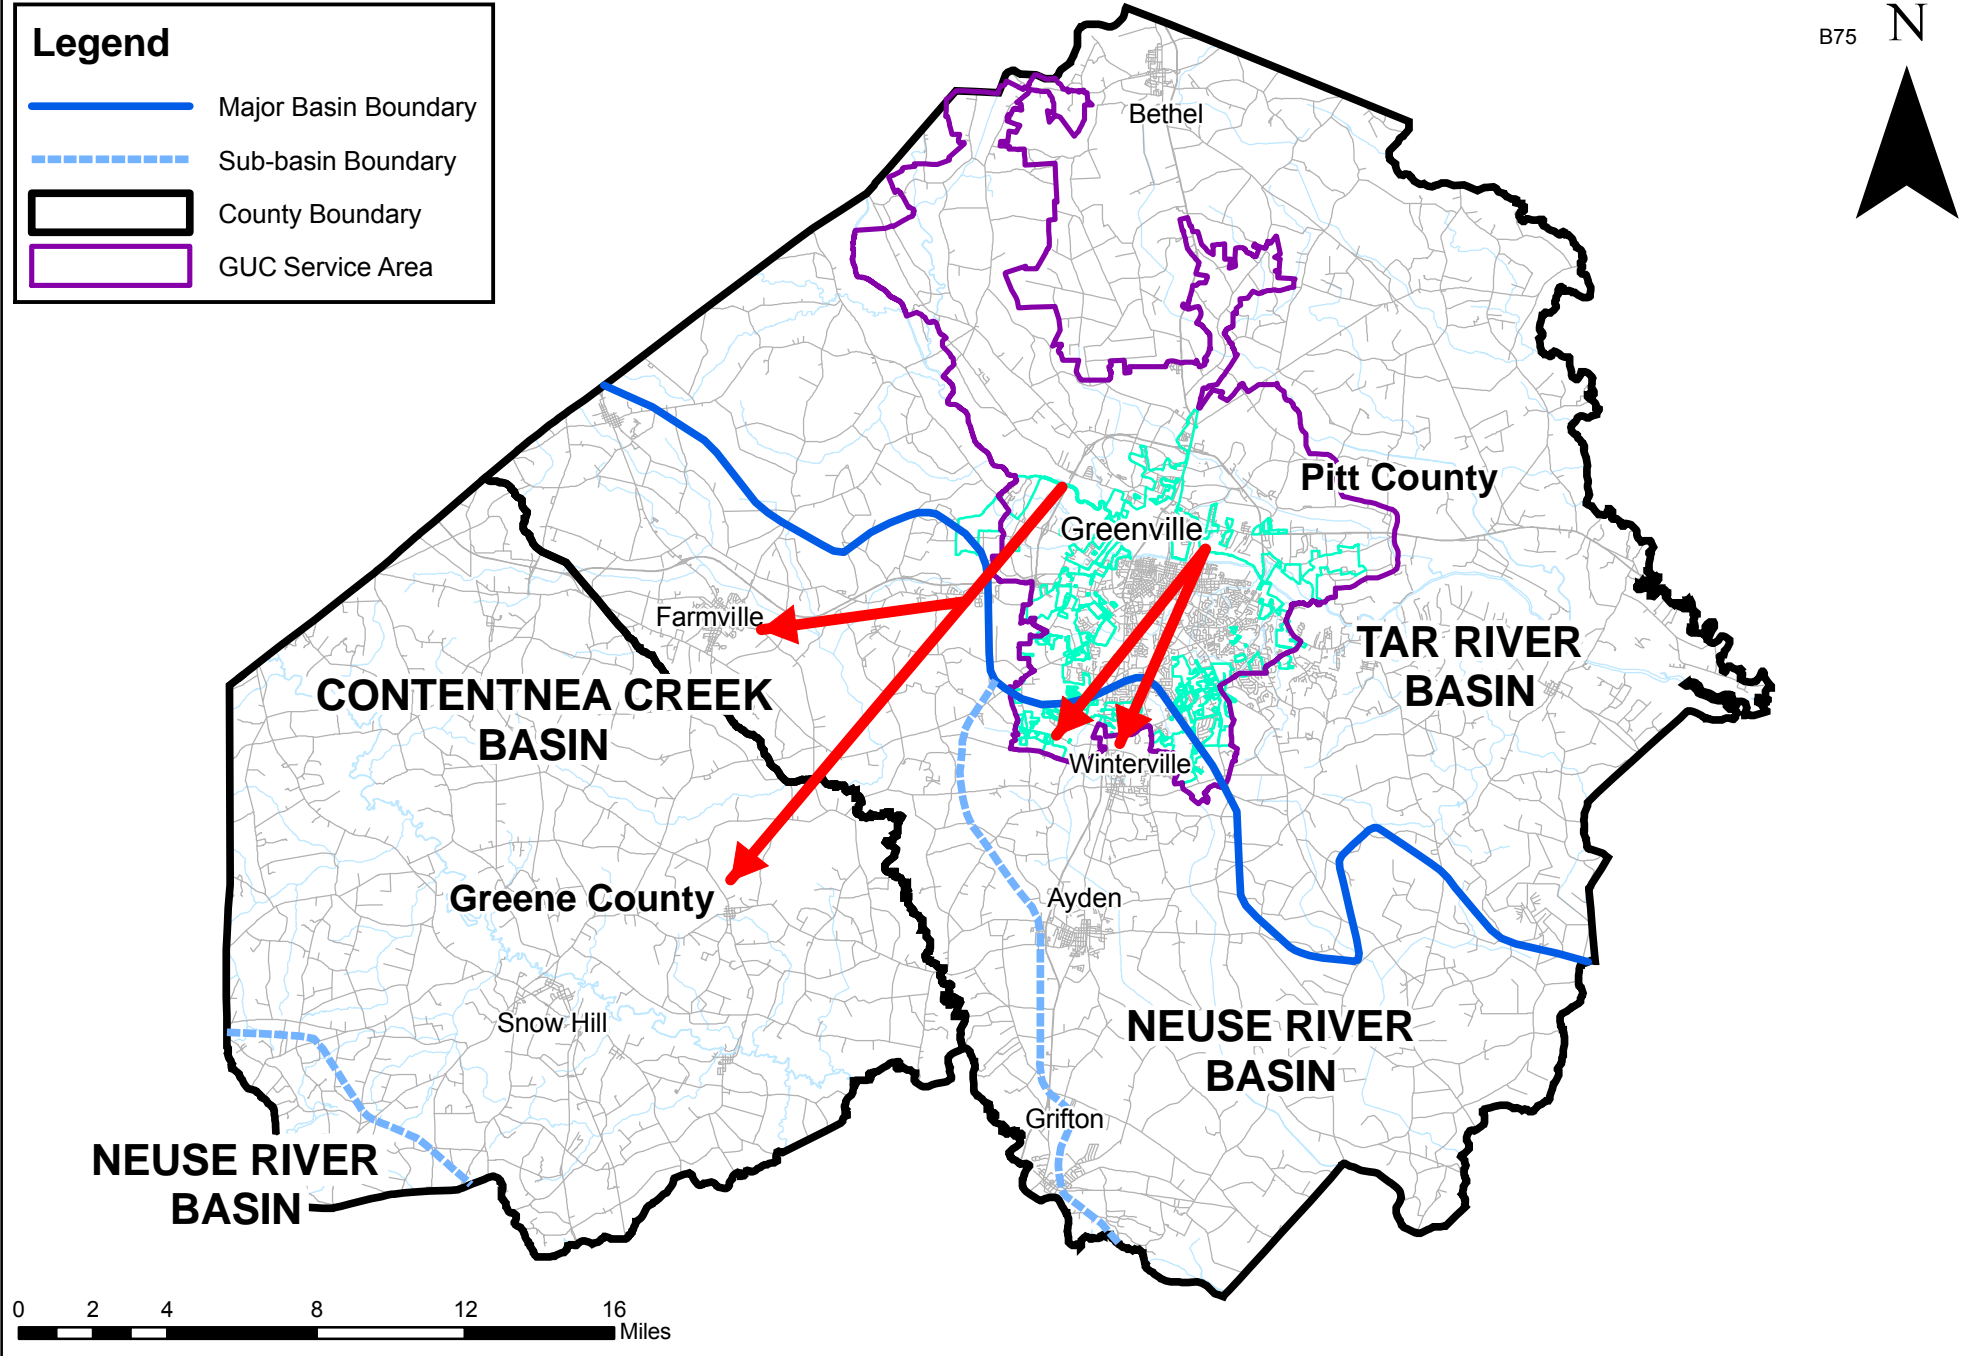 Legend
Major Basin Boundary
Sub-basin Boundary
County Boundary
GUC Service Area
B75
N
Bethel
Pitt County
Greenville
Farmville
TAR RIVER
BASIN
CONTENTNEA CREEK
BASIN
Winterville
Greene County
Ayden
Snow Hill
NEUSE RIVER
BASIN
Grifton
NEUSE RIVER
BASIN
0 2 4 8 12 16
Miles